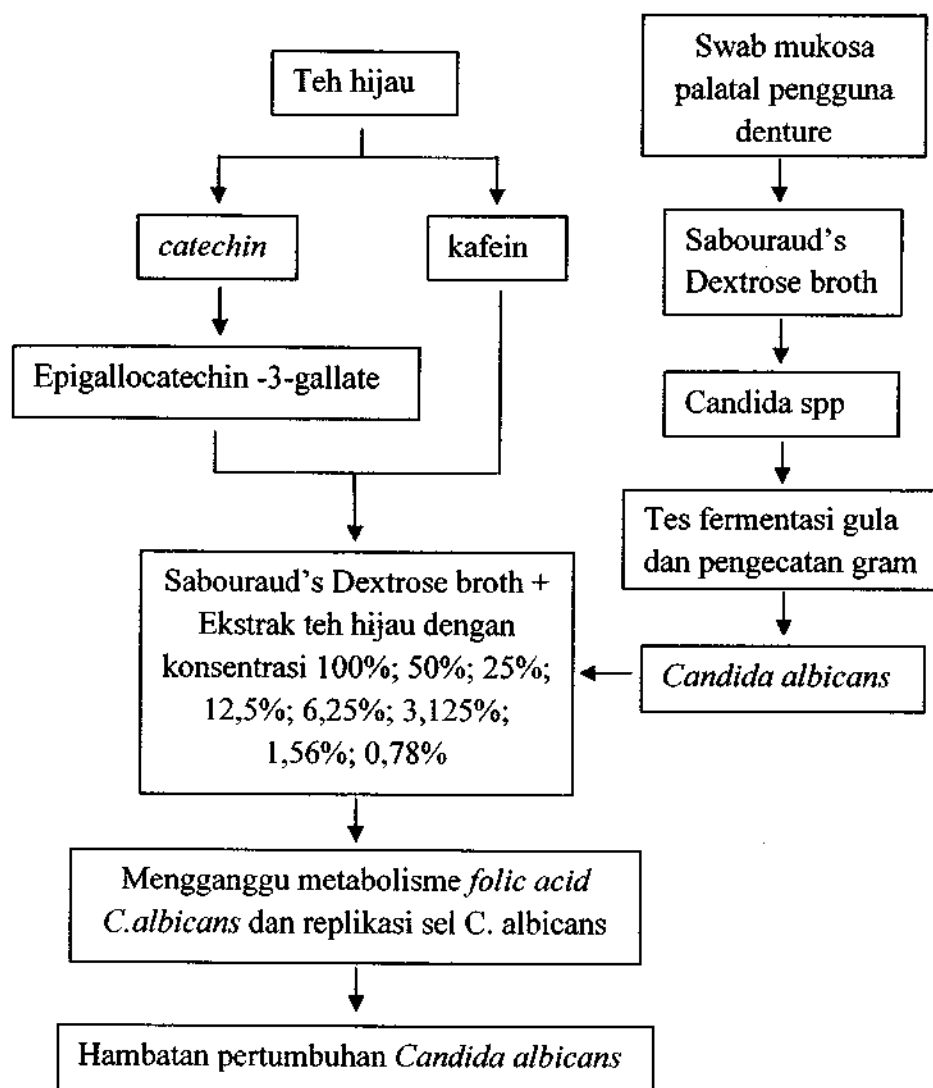 Teh hijau
catechin
kafein
Epigallocatechin -3-gallate
Swab mukosa
palatal pengguna
denture
Sabouraud's
Dextrose broth
Candida spp
Tes fermentasi gula
dan pengecatan gram
Candida albicans
Sabouraud's Dextrose broth +
Ekstrak teh hijau dengan
konsentrasi 100%; 50%; 25%;
12,5%; 6,25%; 3,125%;
1,56%; 0,78%
Mengganggu metabolisme folic acid
C.albicans dan replikasi sel C. albicans
Hambatan pertumbuhan Candida albicans